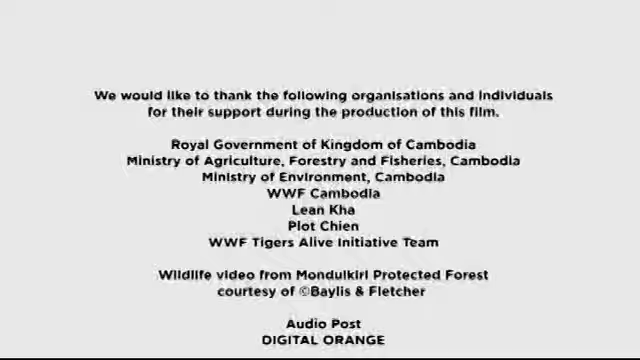 We would like to thank the following organisations and individuals
for their support during the production of this film.
Royal Government of Kingdom of Cambodia
Ministry of Agriculture, Forestry and Fisheries, Cambodia
Ministry of Environment, Cambodia
WWF Cambodia
Lean Kha
Plot Chien
WWF Tigers Alive Initiative Team
Wildlife video from Mondulkiri Protected Forest
courtesy of ©Baylis & Fletcher
Audio Post
DIGITAL ORANGE